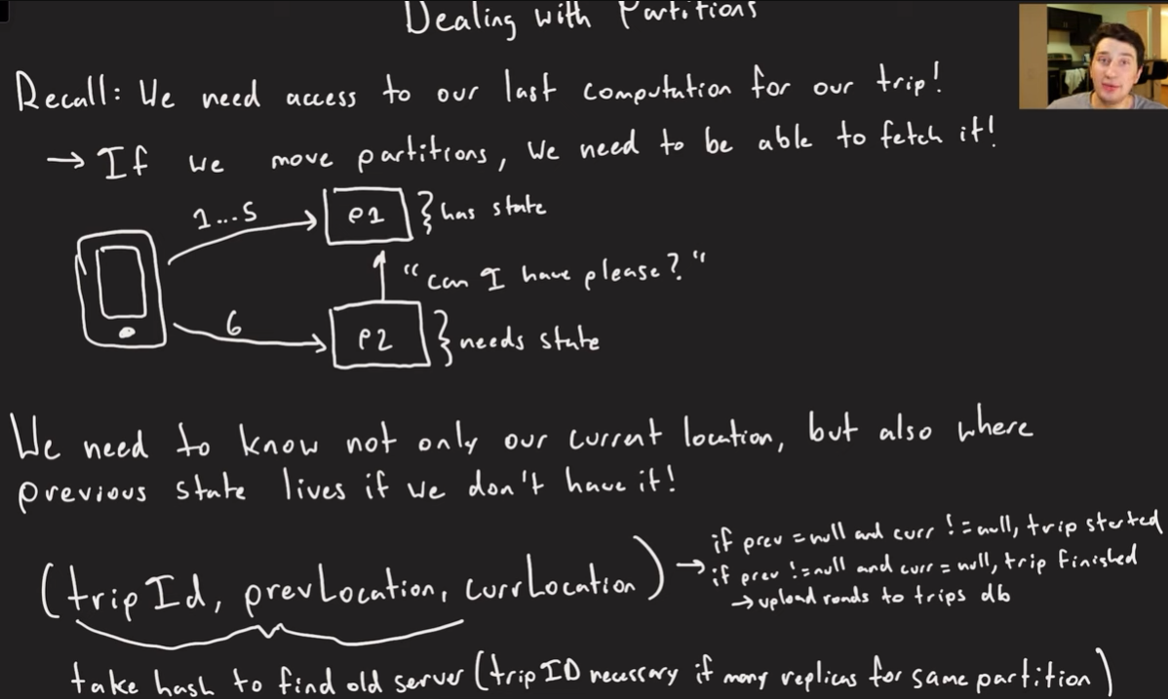 Dealing with Partitions
Recall: We need access to our last computation for our trip!
→ If we move partitions, we need to be able to fetch it!
1...5
P1
} has state
"can I have please?"
6
P2
} needs state
We need to know not only our current location, but also where
previous state lives if we don't have it!
(tripId, prevLocation, currLocation)
→ if prev = null and curr != null, trip started
if prev != null and curr = null, trip finished
→ upload roads to trips db
take hash to find old server (tripID necessary if many replicas for same partition)